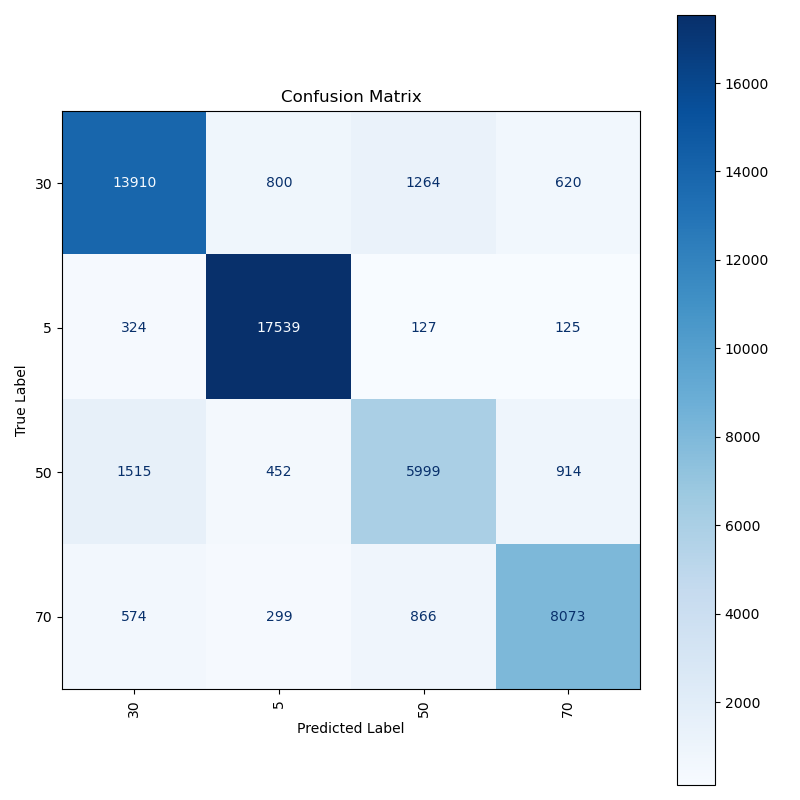 Confusion Matrix
30 13910 800 1264 620
5 324 17539 127 125
50 1515 452 5999 914
70 574 299 866 8073
30 5 50 70
True Label
Predicted Label
16000
14000
12000
10000
8000
6000
4000
2000